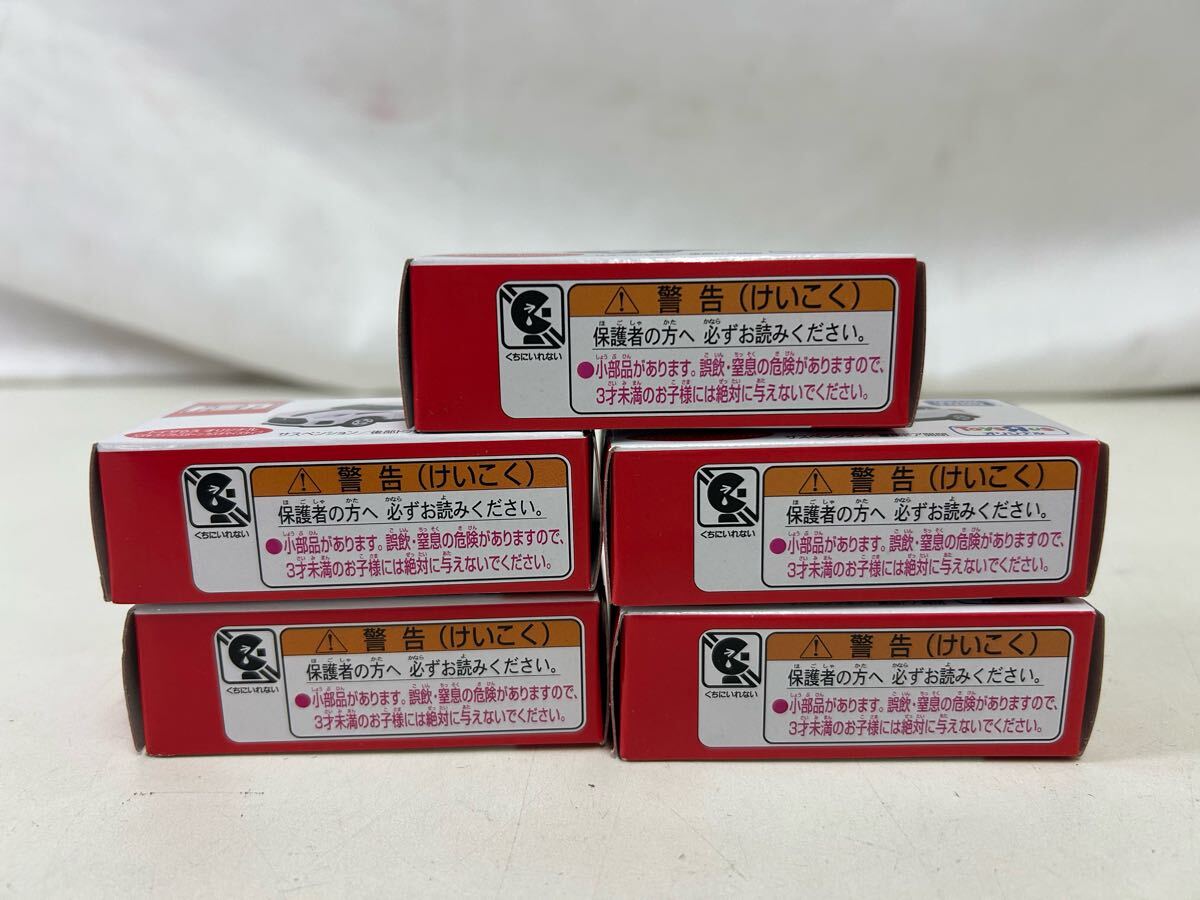 警告(けいこく)
保護者の方へ 必ずお読みください。
くちにいれない
●小部品があります。誤飲・窒息の危険がありますので、
3才未満のお子様には絶対に与えないでください。
サスペンション/後部ド
警告(けいこく)
保護者の方へ 必ずお読みください。
くちにいれない
●小部品があります。誤飲・窒息の危険がありますので、
3才未満のお子様には絶対に与えないでください。
警告(けいこく)
保護者の方へ 必ずお読みください。
くちにいれない
●小部品があります。誤飲・窒息の危険がありますので、
3才未満のお子様には絶対に与えないでください。
警告(けいこく)
保護者の方へ 必ずお読みください。
くちにいれない
●小部品があります。誤飲・窒息の危険がありますので、
3才未満のお子様には絶対に与えないでください。
警告(けいこく)
保護者の方へ 必ずお読みください。
くちにいれない
●小部品があります。誤飲・窒息の危険がありますので、
3才未満のお子様には絶対に与えないでください。